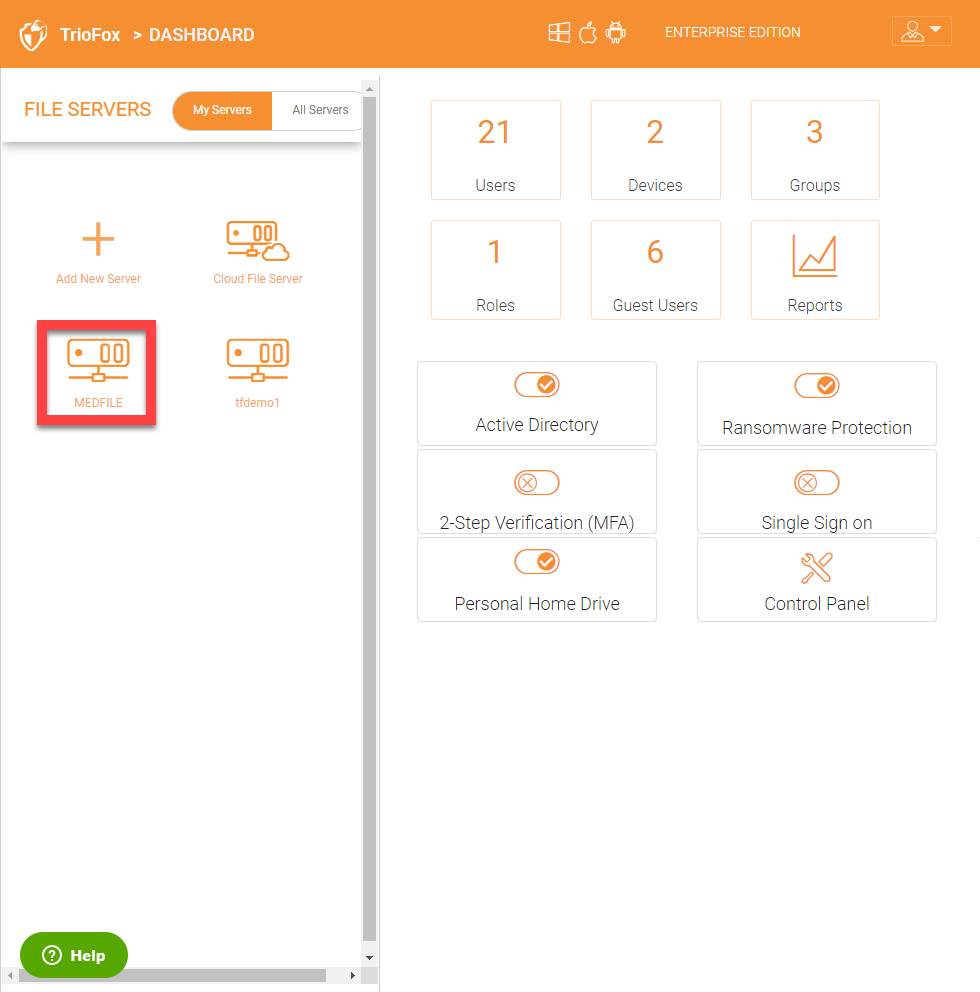 TrioFox > DASHBOARD
ENTERPRISE EDITION
FILE SERVERS
My Servers
All Servers
Add New Server
Cloud File Server
MEDFILE
tfdemo1
21
Users
2
Devices
3
Groups
1
Roles
6
Guest Users
Reports
Active Directory
Ransomware Protection
2-Step Verification (MFA)
Single Sign on
Personal Home Drive
Control Panel
? Help